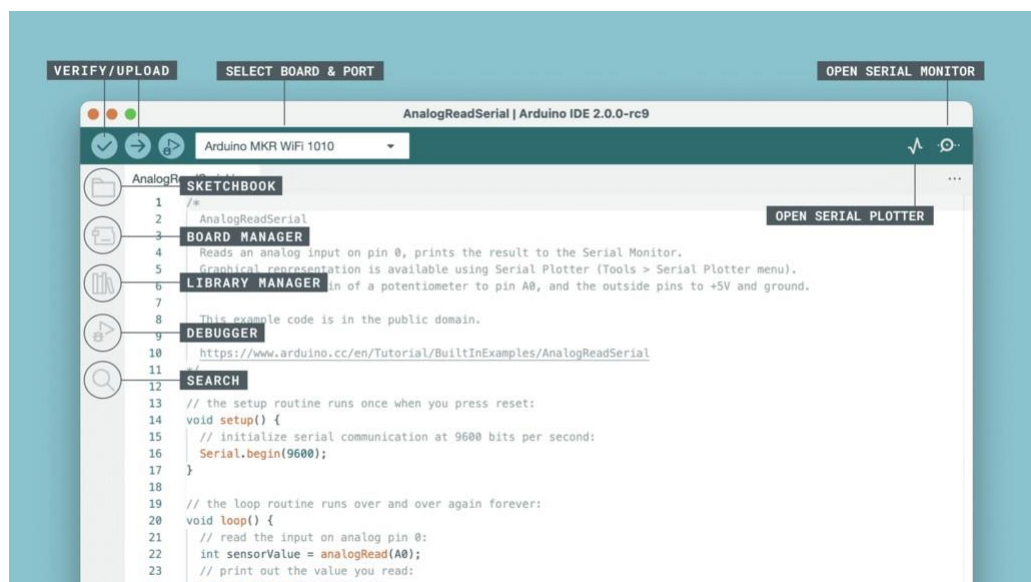 VERIFY/UPLOAD
SELECT BOARD & PORT
OPEN SERIAL MONITOR
AnalogReadSerial | Arduino IDE 2.0.0-rc9
Arduino MKR WiFi 1010
AnalogR
...
SKETCHBOOK
OPEN SERIAL PLOTTER
BOARD MANAGER
LIBRARY MANAGER
DEBUGGER
SEARCH
1 /*
2 AnalogReadSerial
3
4 Reads an analog input on pin 0, prints the result to the Serial Monitor.
5 Graphical representation is available using Serial Plotter (Tools > Serial Plotter menu).
6 in of a potentiometer to pin A0, and the outside pins to +5V and ground.
7
8 This example code is in the public domain.
9
10 https://www.arduino.cc/en/Tutorial/BuiltInExamples/AnalogReadSerial
11 */
12
13 // the setup routine runs once when you press reset:
14 void setup() {
15 // initialize serial communication at 9600 bits per second:
16 Serial.begin(9600);
17 }
18
19 // the loop routine runs over and over again forever:
20 void loop() {
21 // read the input on analog pin 0:
22 int sensorValue = analogRead(A0);
23 // print out the value you read: